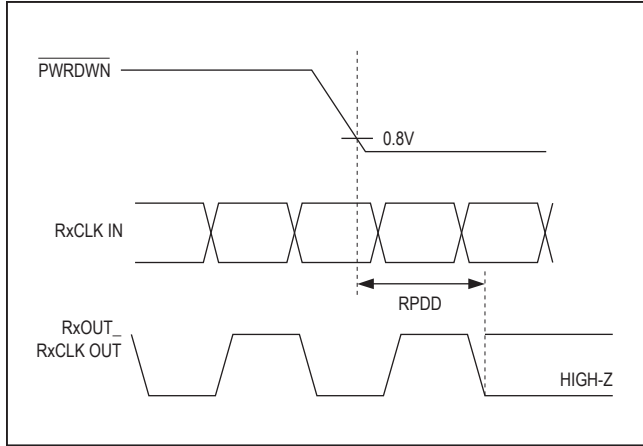 PWRDWN
0.8V
RxCLK IN
RPDD
RxOUT_
RxCLK OUT
HIGH-Z